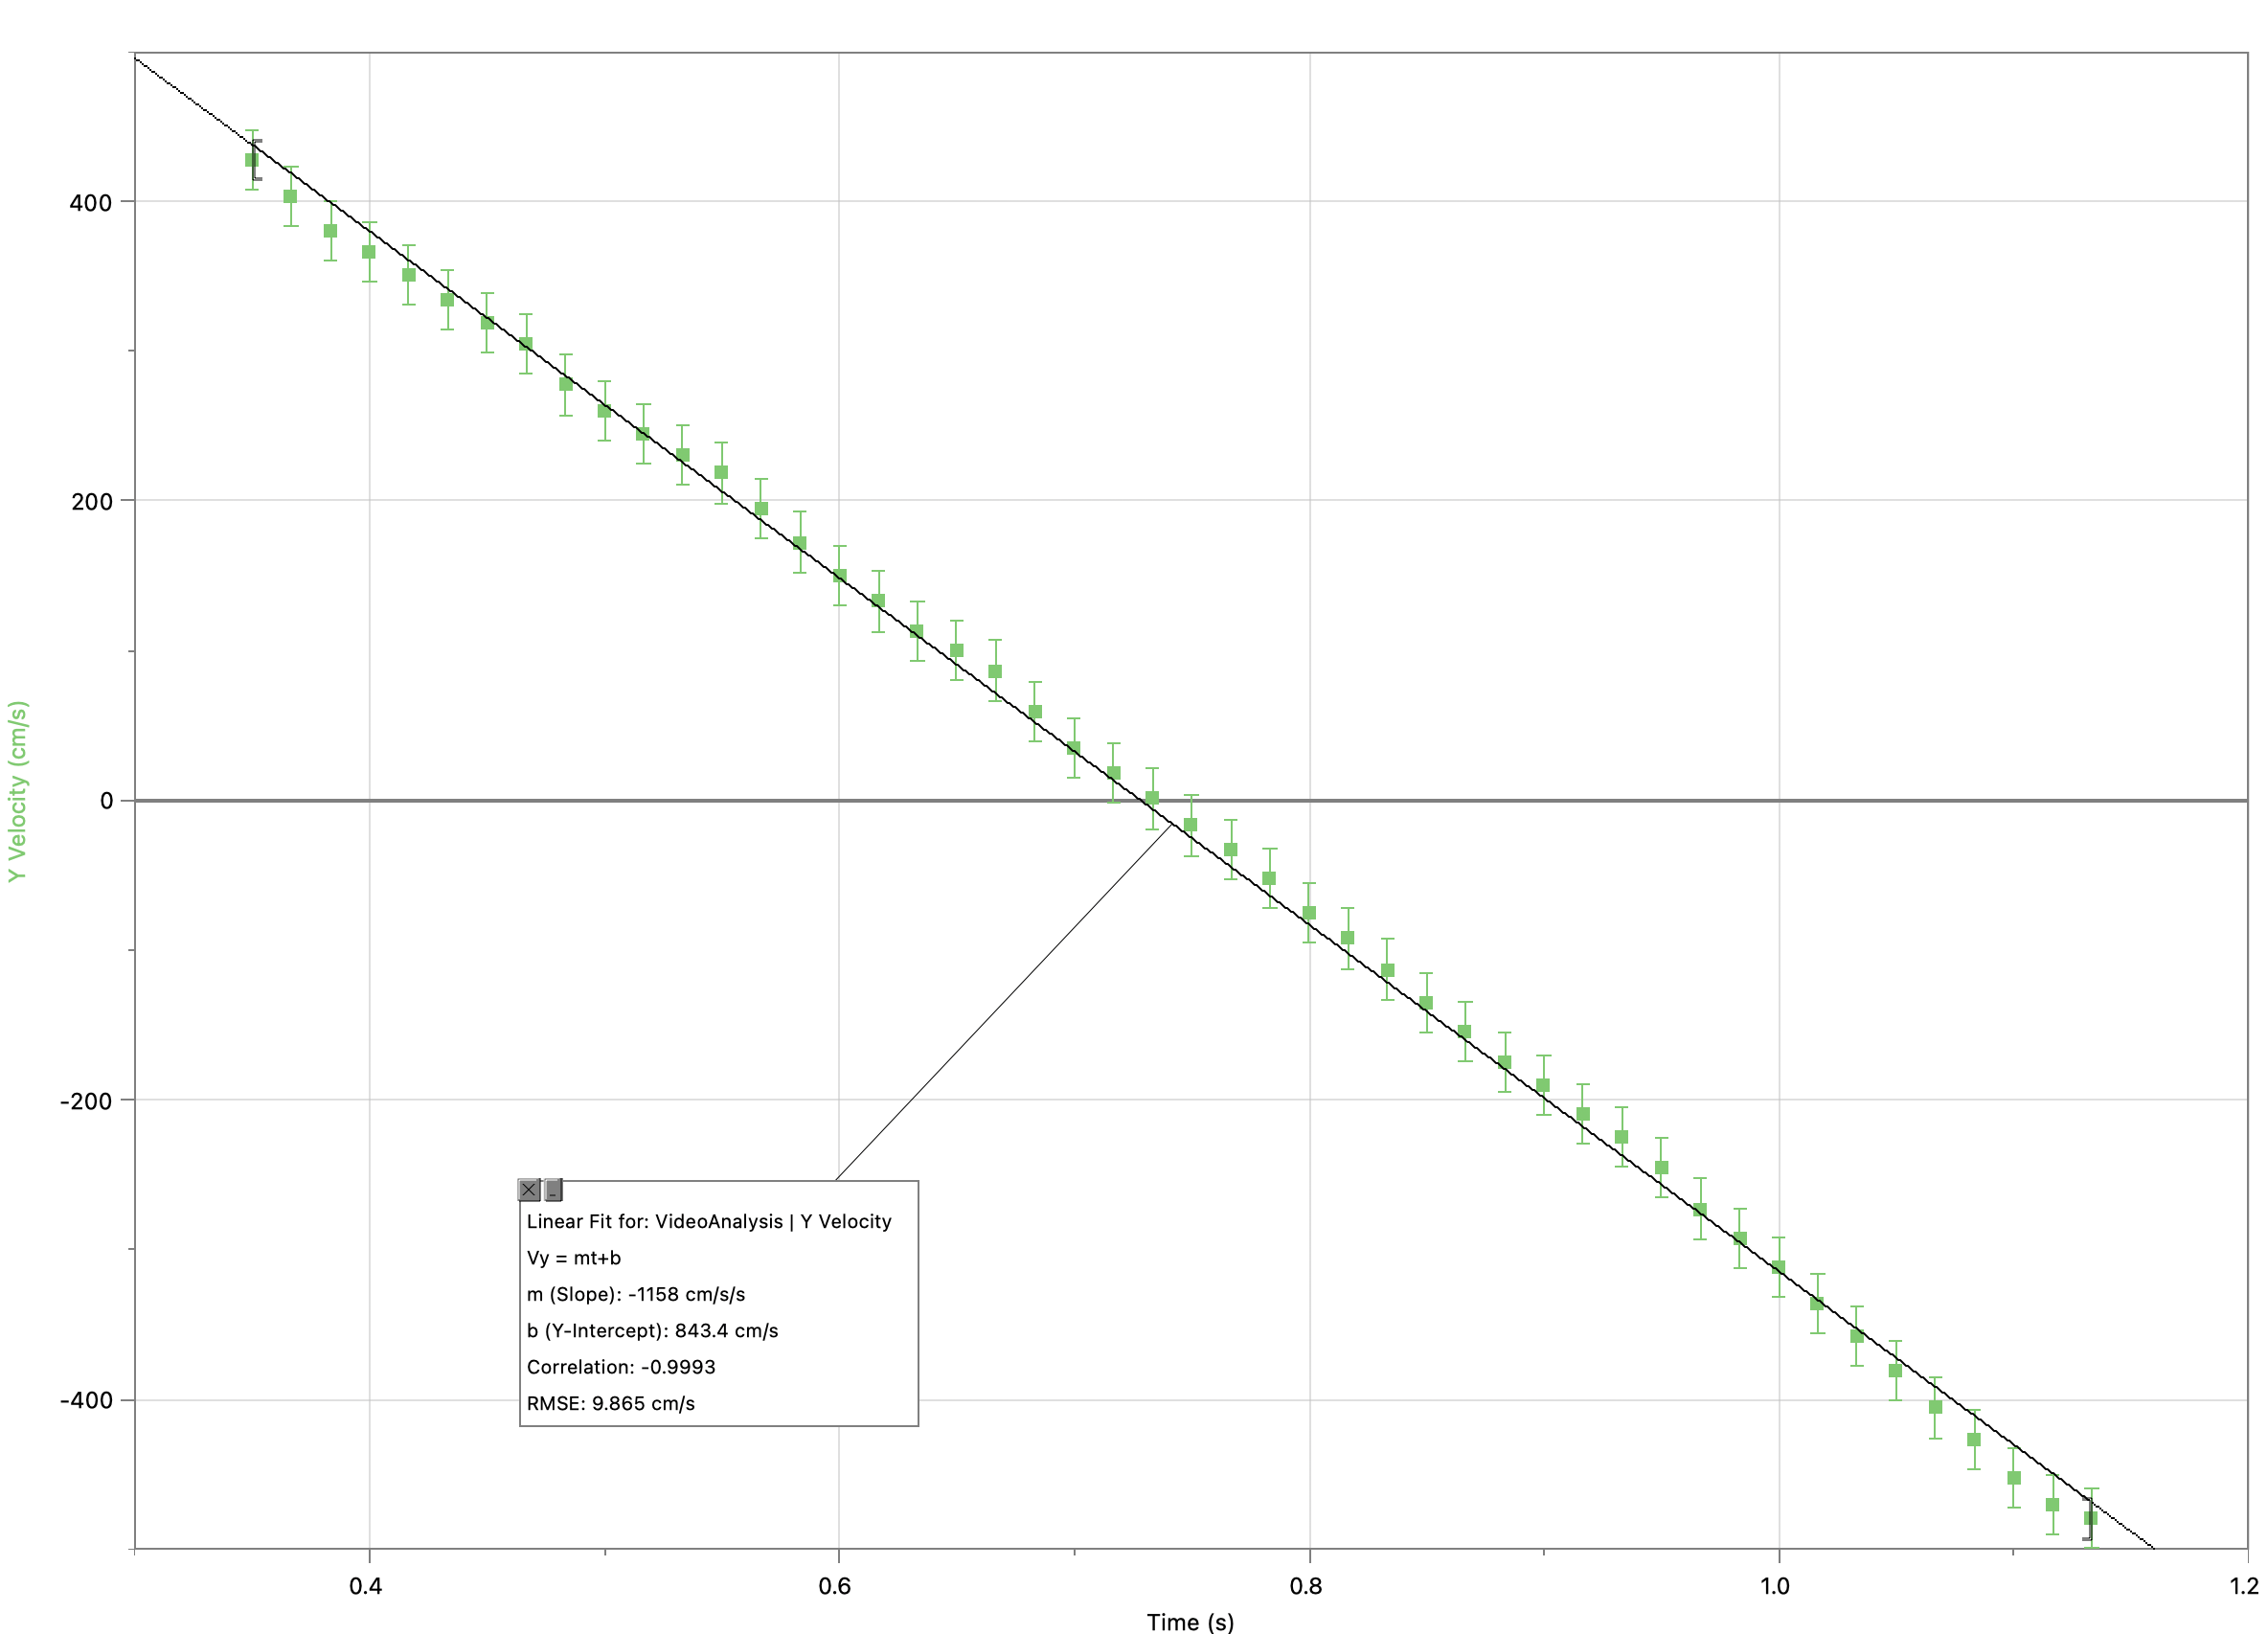 400
200
0
-200
-400
Y Velocity (cm/s)
Linear Fit for: VideoAnalysis | Y Velocity
Vy = mt+b
m (Slope): -1158 cm/s/s
b (Y-Intercept): 843.4 cm/s
Correlation: -0.9993
RMSE: 9.865 cm/s
0.4 0.6 0.8 1.0 1.2
Time (s)